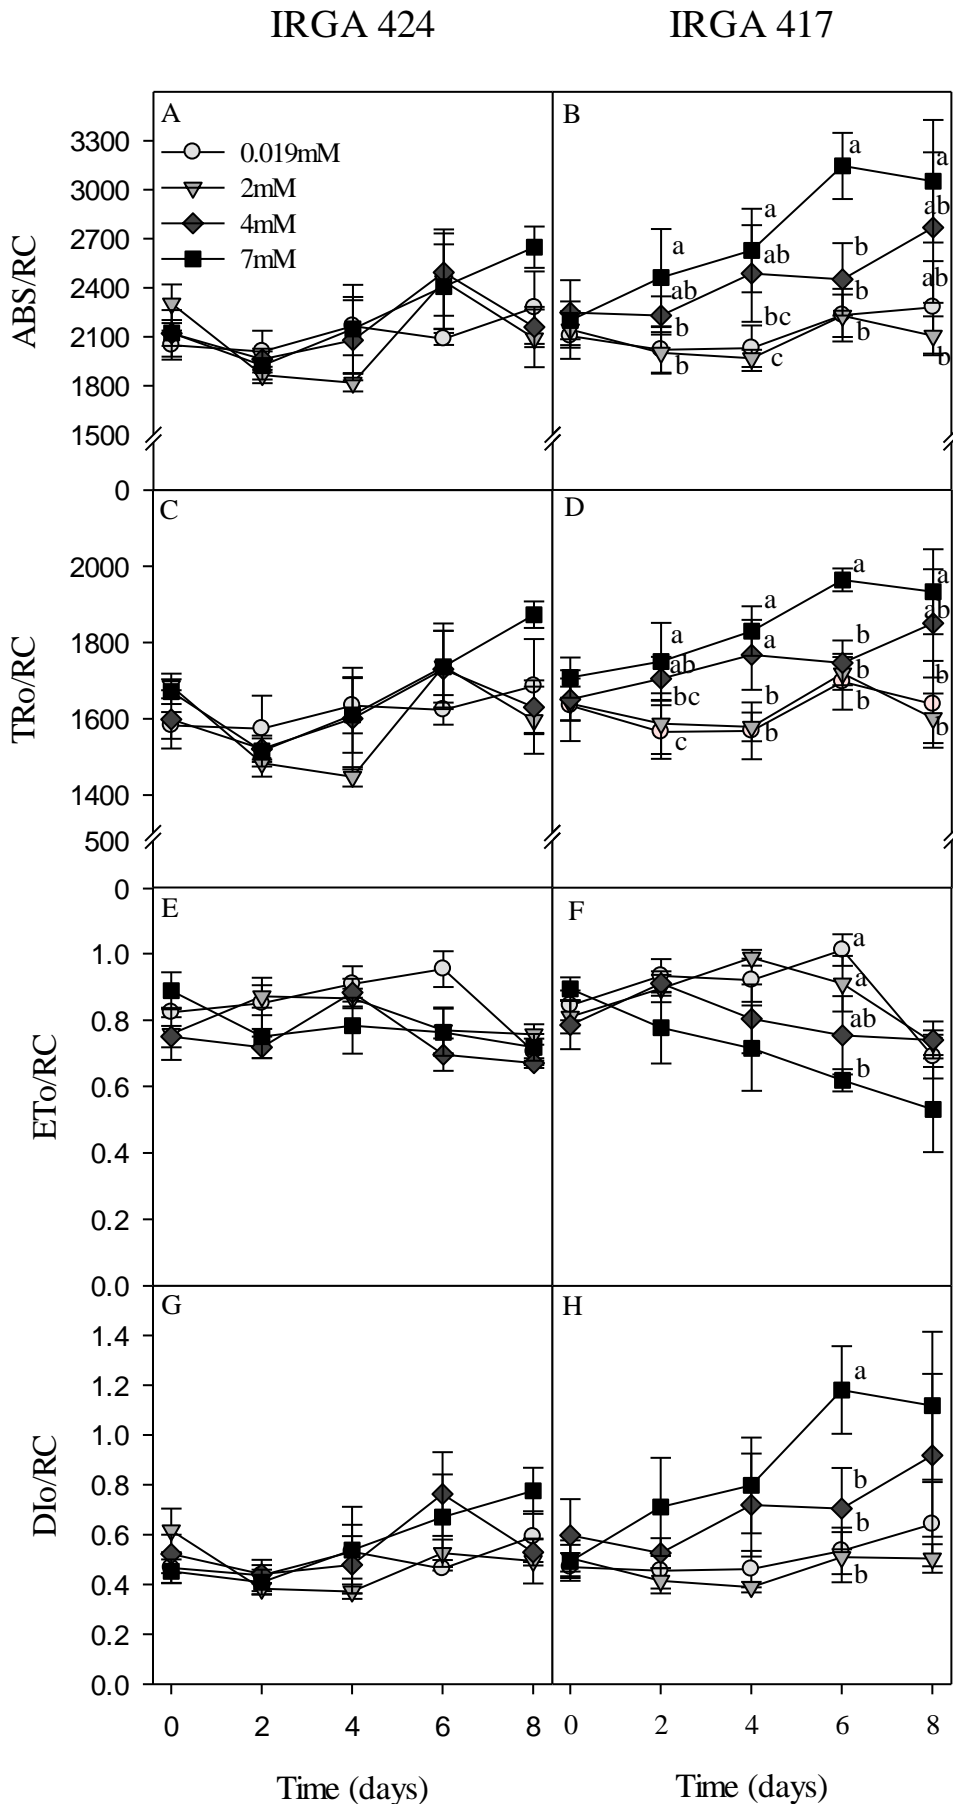 IRGA 424 IRGA 417
A
B
0.019mM
2mM
4mM
7mM
3300
3000
2700
2400
2100
1800
1500
0
ABS/RC
a
a
a
a
ab
ab
b
ab
ab
bc
b
b
b
c
b
b
C
D
2000
1800
1600
1400
500
0
TRo/RC
a
a
a
a
ab
a
b
ab
bc
b
b
b
c
b
b
b
E
F
1.0
0.8
0.6
0.4
0.2
0.0
ETo/RC
a
a
ab
b
G
H
1.4
1.2
1.0
0.8
0.6
0.4
0.2
0.0
DIo/RC
a
b
b
b
0 2 4 6 8 0 2 4 6 8
Time (days) Time (days)